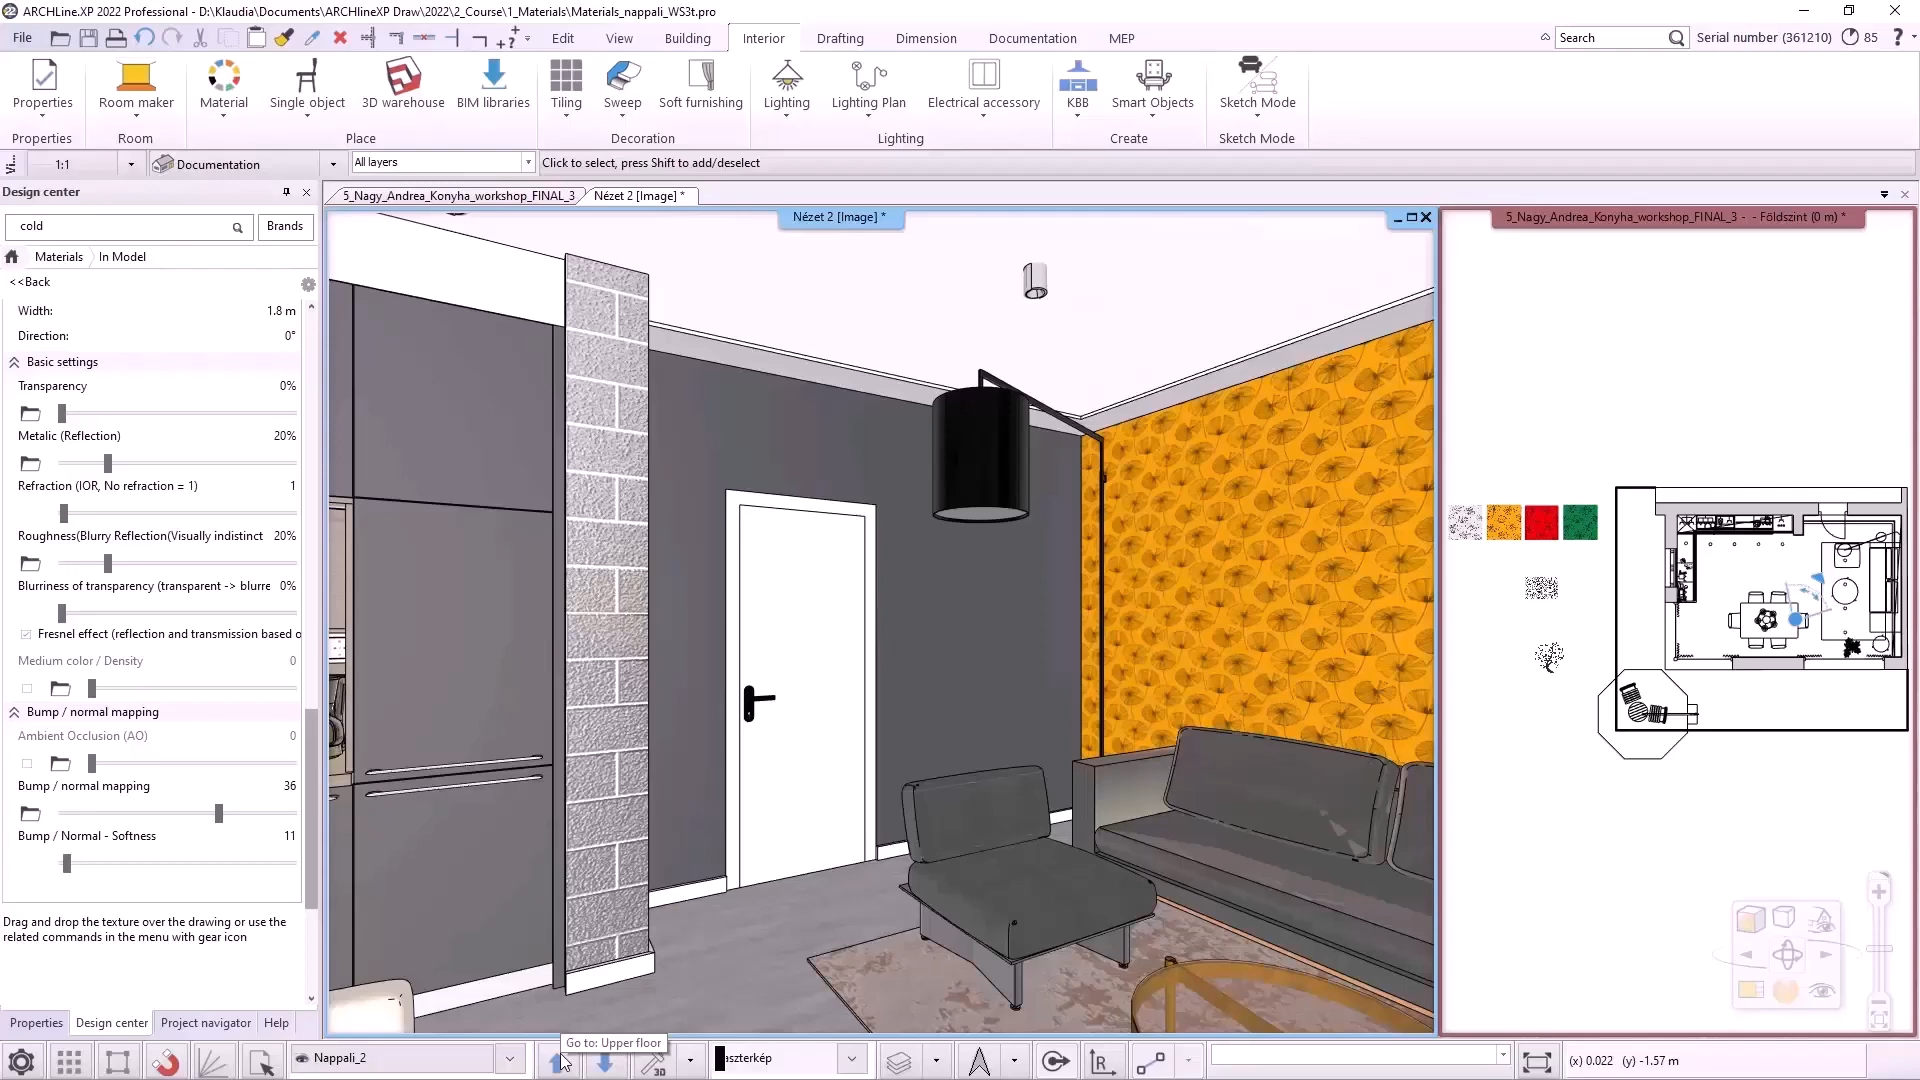 ARCHLine.XP 2022 Professional - D:\Klaudia\Documents\ARCHlineXP Draw\2022\2_Course\1_Materials\Materials_nappali_WS3t.pro
File
Edit
View
Building
Interior
Drafting
Dimension
Documentation
MEP
Search
Serial number (361210)
85
Properties
Room maker
Material
Single object
3D warehouse
BIM libraries
Tiling
Sweep
Soft furnishing
Lighting
Lighting Plan
Electrical accessory
KBB
Smart Objects
Sketch Mode
Properties
Room
Place
Decoration
Lighting
Create
Sketch Mode
1:1
Documentation
All layers
Click to select, press Shift to add/deselect
Design center
5_Nagy_Andrea_Konyha_workshop_FINAL_3
Nézet 2 [Image] *
cold
Brands
Nézet 2 [Image] *
5_Nagy_Andrea_Konyha_workshop_FINAL_3 - - Földszint (0 m) *
Materials
In Model
<<Back
Width: 1.8 m
Direction: 0°
Basic settings
Transparency 0%
Metalic (Reflection) 20%
Refraction (IOR, No refraction = 1) 1
Roughness(Blurry Reflection(Visually indistinct 20%
Blurriness of transparency (transparent -> blurre 0%
Fresnel effect (reflection and transmission based o
Medium color / Density 0
Bump / normal mapping
Ambient Occlusion (AO) 0
Bump / normal mapping 36
Bump / Normal - Softness 11
Drag and drop the texture over the drawing or use the
related commands in the menu with gear icon
Properties
Design center
Project navigator
Help
Go to: Upper floor
Nappali_2
3D
aszterkép
R
(x) 0.022 (y) -1.57 m